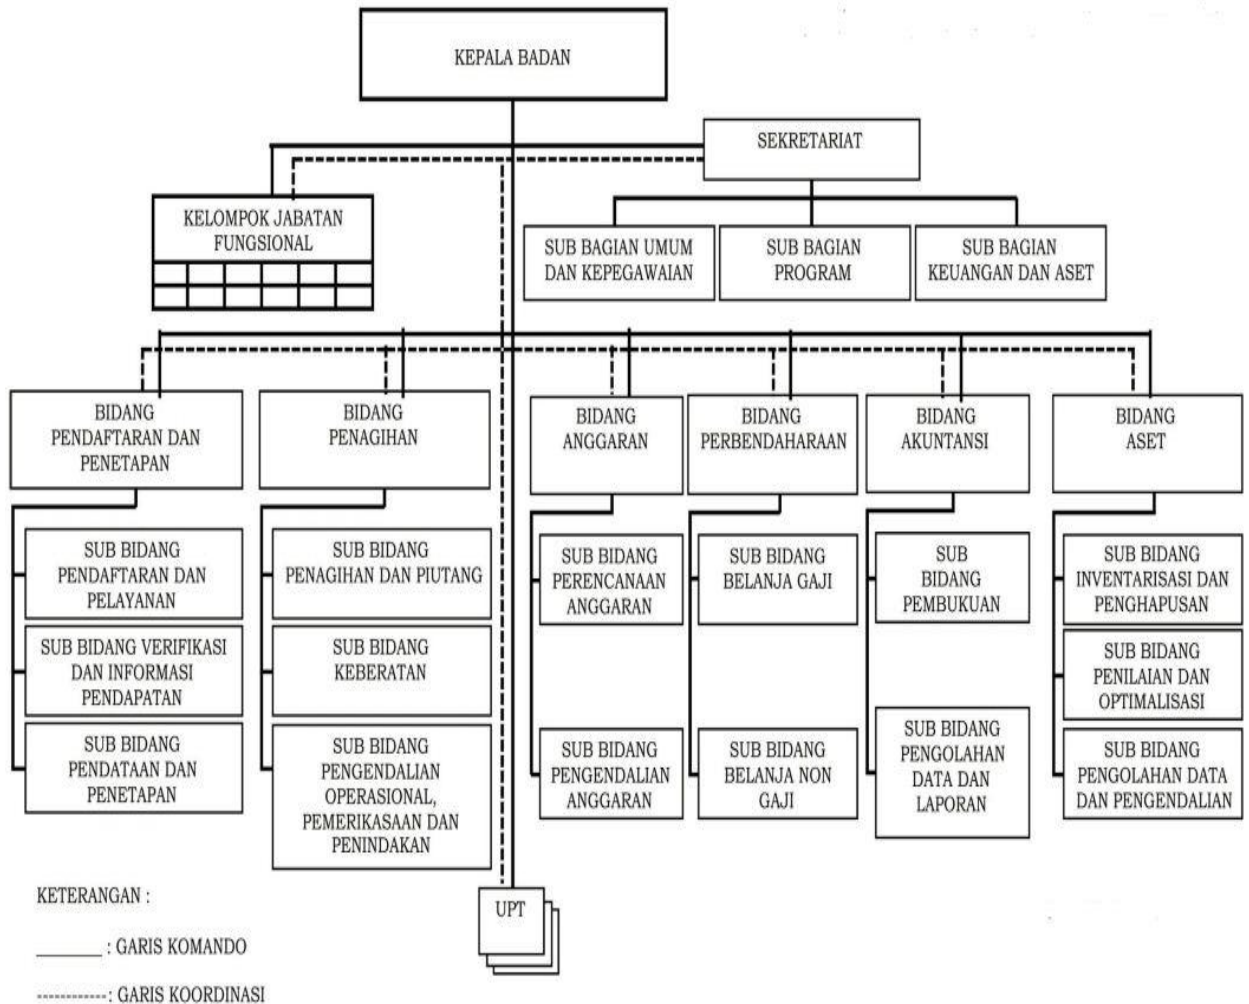 KEPALA BADAN
SEKRETARIAT
KELOMPOK JABATAN
FUNGSIONAL
SUB BAGIAN UMUM
DAN KEPEGAWAIAN
SUB BAGIAN
PROGRAM
SUB BAGIAN
KEUANGAN DAN ASET
BIDANG
PENDAFTARAN DAN
PENETAPAN
BIDANG
PENAGIHAN
BIDANG
ANGGARAN
BIDANG
PERBENDAHARAAN
BIDANG
AKUNTANSI
BIDANG
ASET
SUB BIDANG
PENDAFTARAN DAN
PELAYANAN
SUB BIDANG VERIFIKASI
DAN INFORMASI
PENDAPATAN
SUB BIDANG
PENDATAAN DAN
PENETAPAN
SUB BIDANG
PENAGIHAN DAN PIUTANG
SUB BIDANG
KEBERATAN
SUB BIDANG
PENGENDALIAN
OPERASIONAL,
PEMERIKASAAN DAN
PENINDAKAN
SUB BIDANG
PERENCANAAN
ANGGARAN
SUB BIDANG
PENGENDALIAN
ANGGARAN
SUB BIDANG
BELANJA GAJI
SUB BIDANG
BELANJA NON
GAJI
SUB
BIDANG
PEMBUKUAN
SUB BIDANG
PENGOLAHAN
DATA DAN
LAPORAN
SUB BIDANG
INVENTARISASI DAN
PENGHAPUSAN
SUB BIDANG
PENILAIAN DAN
OPTIMALISASI
SUB BIDANG
PENGOLAHAN DATA
DAN PENGENDALIAN
UPT
KETERANGAN :
________ : GARIS KOMANDO
------------: GARIS KOORDINASI